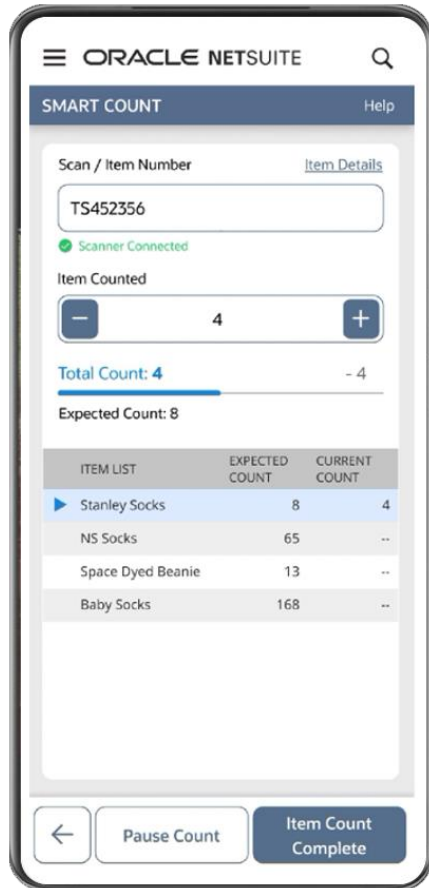 ORACLE NETSUITE
SMART COUNT Help
Scan / Item Number Item Details
TS452356
Scanner Connected
Item Counted
− 4 +
Total Count: 4 - 4
Expected Count: 8
ITEM LIST EXPECTED COUNT CURRENT COUNT
Stanley Socks 8 4
NS Socks 65 --
Space Dyed Beanie 13 --
Baby Socks 168 --
Pause Count
Item Count
Complete